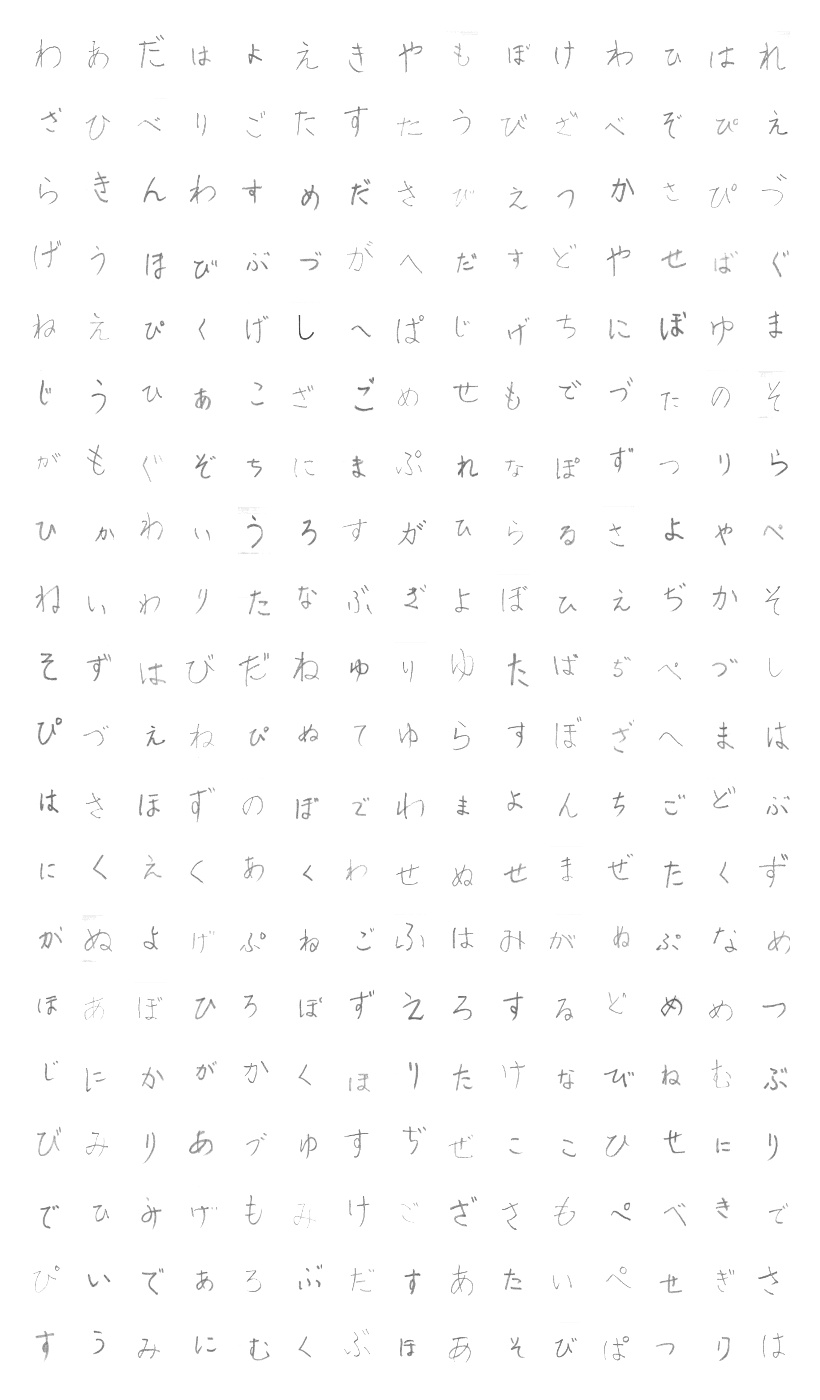 わあだはよえきやもぼけわひはれ
ざひべりごたすたうびざべぞぴえ
らきんわすめださびえつかさぴづ
げうほびぶづがへだすどやせばぐ
ねえぴくげしへぱじげちにぼゆま
じうひあこざごめせもでづたのそ
がもぐぞちにまぷれなぽずつりら
ひかわいうろすがひらるさよやぺ
ねいわりたなぶぎよぼひえぢかそ
そずはびだねゆりゆたばぢぺづし
ぴづえねぴぬてゆらすぼざへまは
はさほずのぼでわまよんちごどぶ
にくえくあくわせぬせまぜたくず
がぬよげぷねごふはみがぬぷなめ
ほあぼひろぽずえろするどめめつ
じにかがかくほりたけなびねむぶ
びみりあづゆすぢぜここひせにり
でひみげもみけござさもぺべきで
ぴいであろぶだすあたいぺせぎさ
すうみにむくぶほあそびぱつりは